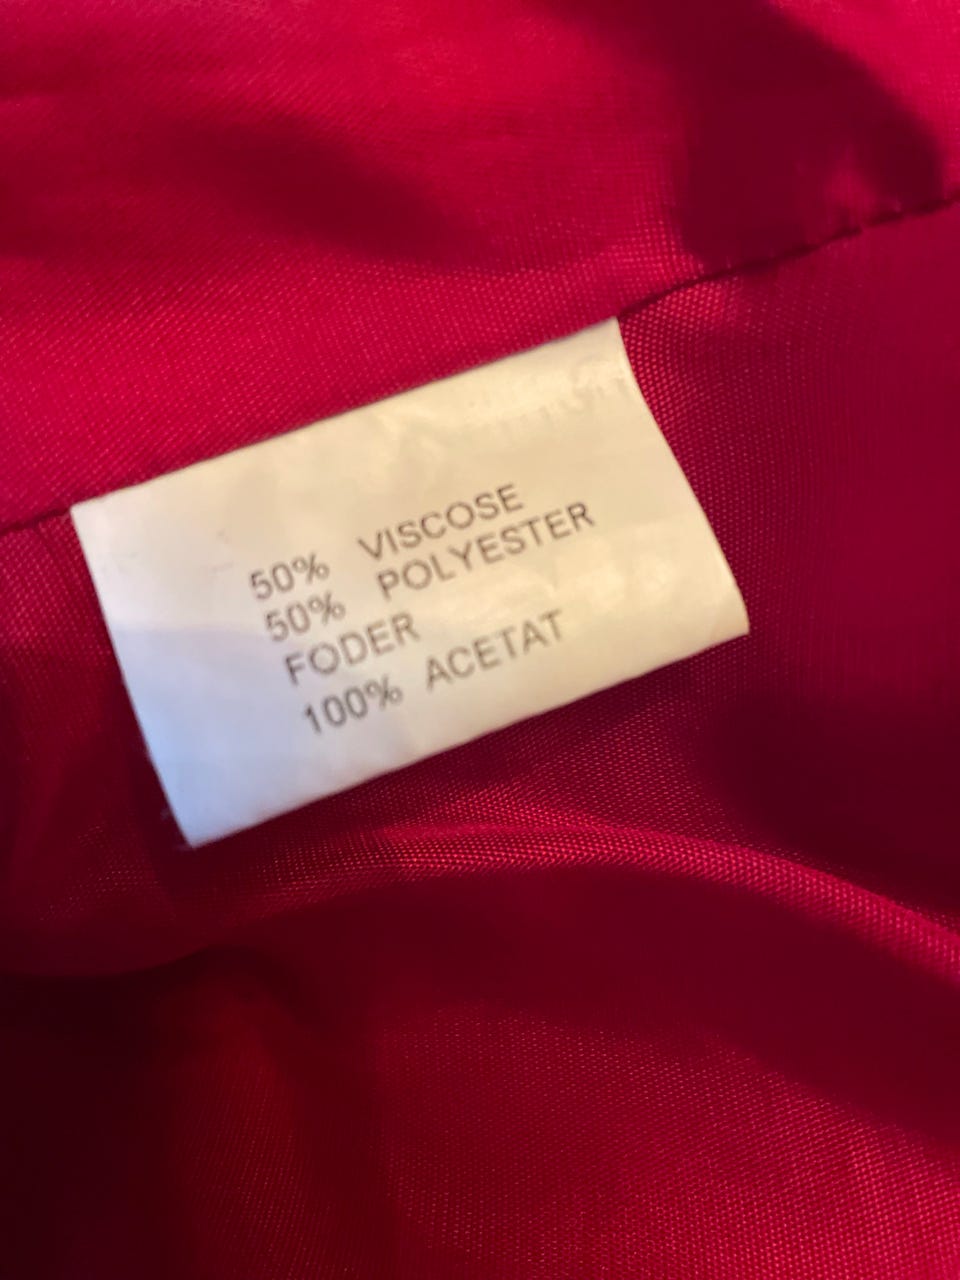 50% VISCOSE
50% POLYESTER
FODER
100% ACETAT